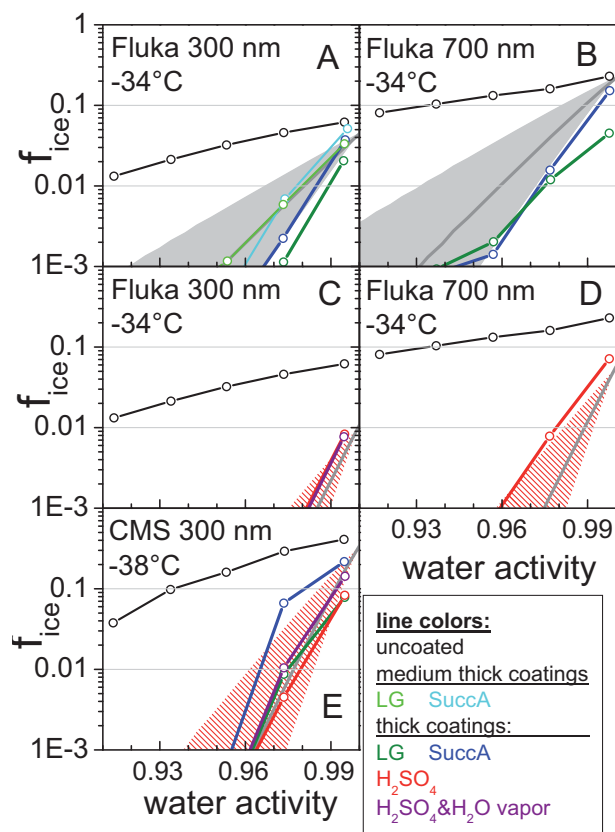 Fluka 300 nm
-34°C
A
Fluka 700 nm
-34°C
B
1
0.1
0.01
1E-3
f_ice
Fluka 300 nm
-34°C
C
Fluka 700 nm
-34°C
D
0.1
0.01
1E-3
f_ice
0.93 0.96 0.99
water activity
CMS 300 nm
-38°C
E
0.1
0.01
1E-3
f_ice
0.93 0.96 0.99
water activity
line colors:
uncoated
medium thick coatings
LG SuccA
thick coatings:
LG SuccA
H₂SO₄
H₂SO₄&H₂O vapor